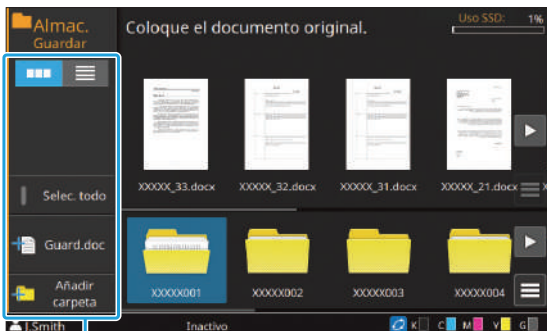 Almac.
Guardar
Coloque el documento original.
Uso SSD: 1%
Selec. todo
Guard.doc
Añadir
carpeta
XXXXX_33.docx XXXXX_32.docx XXXXX_31.docx XXXXX_21.docx X
XXXXX001 XXXXX002 XXXXX003 XXXXX004
J.Smith Inactivo K C M Y G